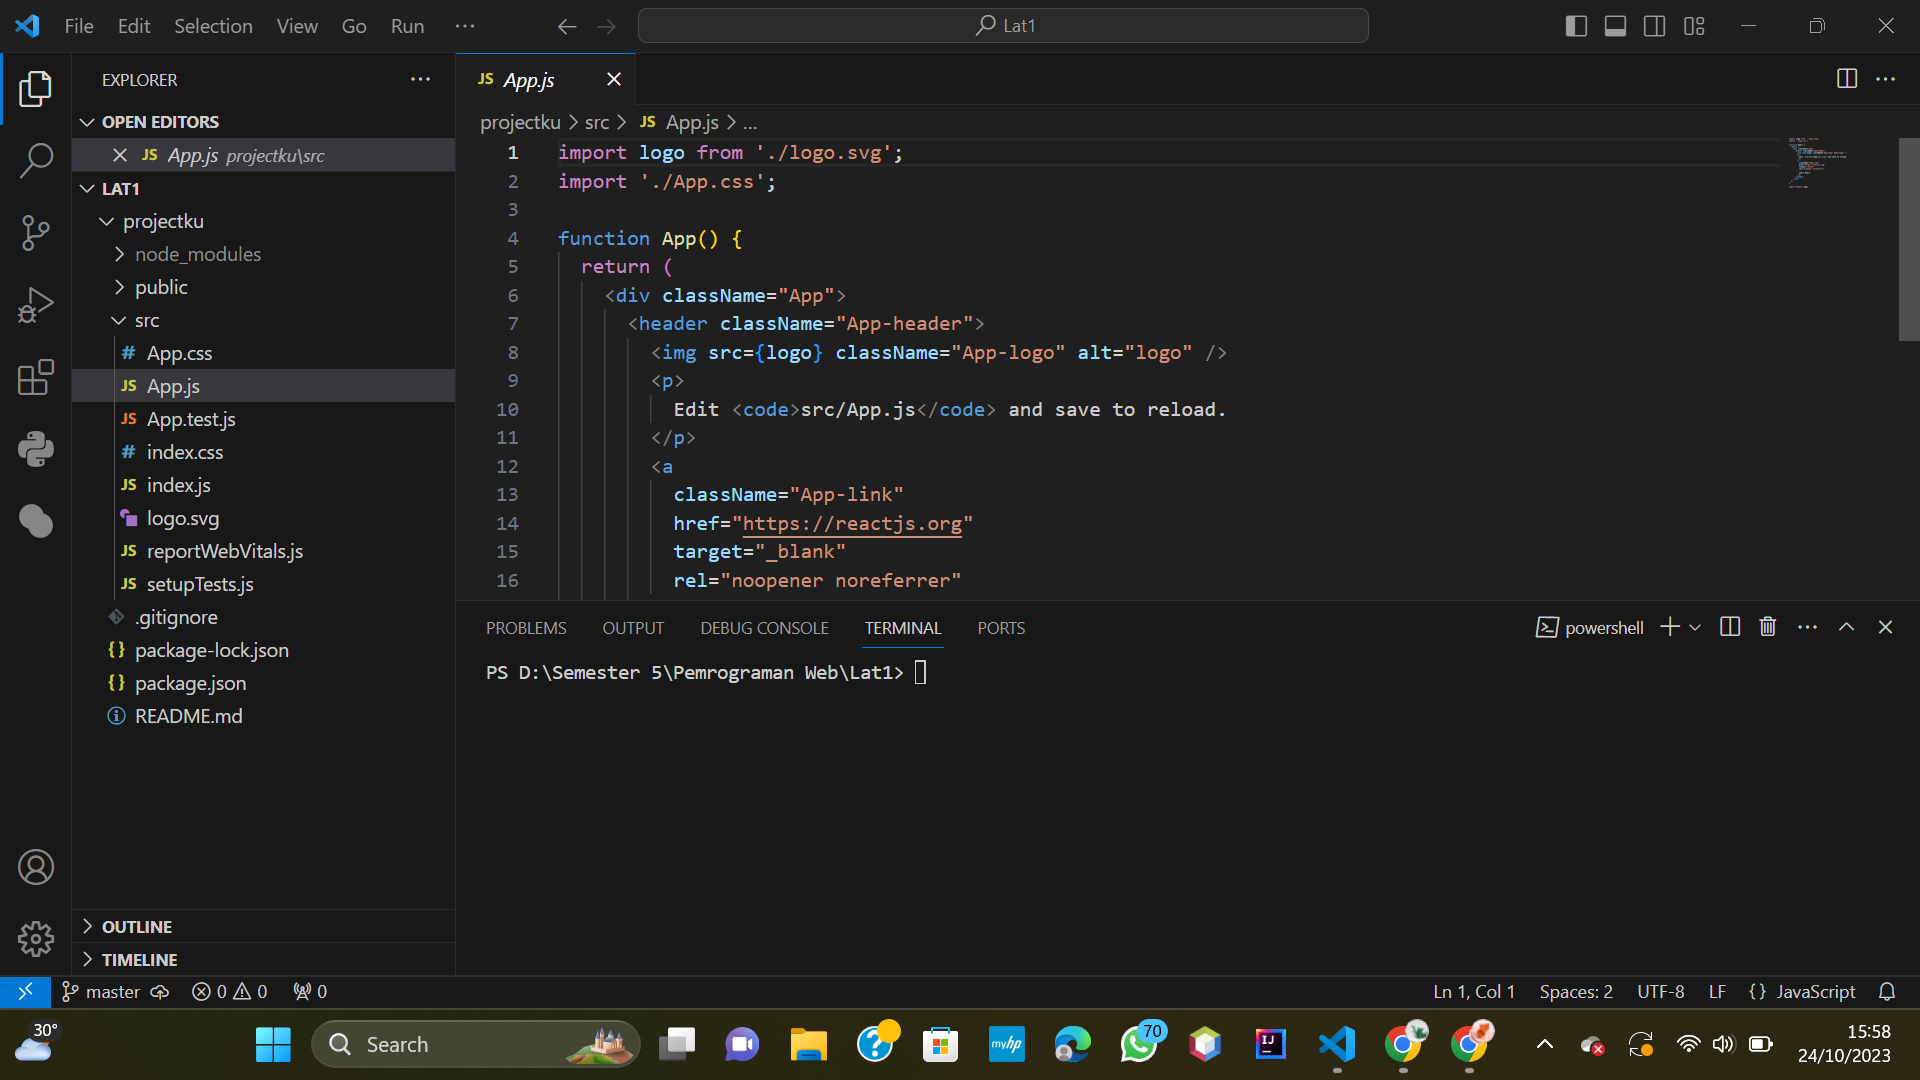 File Edit Selection View Go Run ··· Lat1
EXPLORER ···
OPEN EDITORS
JS App.js projectku\src
LAT1
projectku
node_modules
public
src
# App.css
JS App.js
JS App.test.js
# index.css
JS index.js
logo.svg
JS reportWebVitals.js
JS setupTests.js
.gitignore
{} package-lock.json
{} package.json
README.md
OUTLINE
TIMELINE
JS App.js
projectku > src > JS App.js > ...
1 import logo from './logo.svg';
2 import './App.css';
3
4 function App() {
5 return (
6 <div className="App">
7 <header className="App-header">
8 <img src={logo} className="App-logo" alt="logo" />
9 <p>
10 Edit <code>src/App.js</code> and save to reload.
11 </p>
12 <a
13 className="App-link"
14 href="https://reactjs.org"
15 target="_blank"
16 rel="noopener noreferrer"
PROBLEMS OUTPUT DEBUG CONSOLE TERMINAL PORTS powershell
PS D:\Semester 5\Pemrograman Web\Lat1>
master 0 0 0 Ln 1, Col 1 Spaces: 2 UTF-8 LF {} JavaScript
30° Search myhp 70 IJ 15:58
24/10/2023